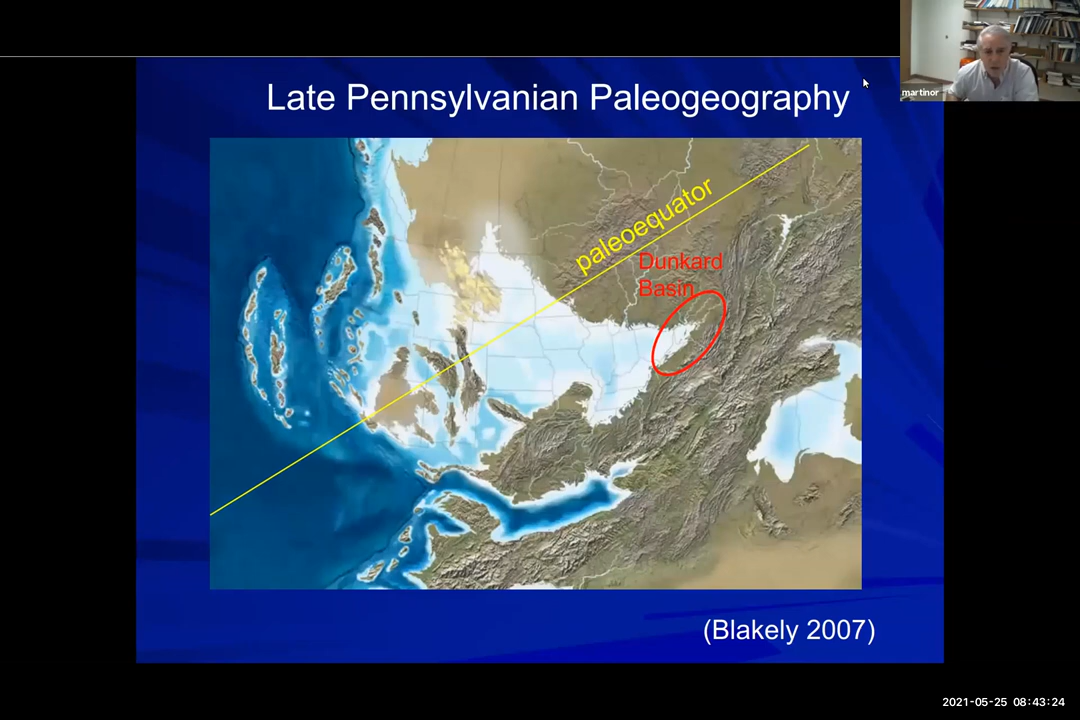 martinor
Late Pennsylvanian Paleogeography
paleoequator
Dunkard
Basin
(Blakely 2007)
2021-05-25 08:43:24